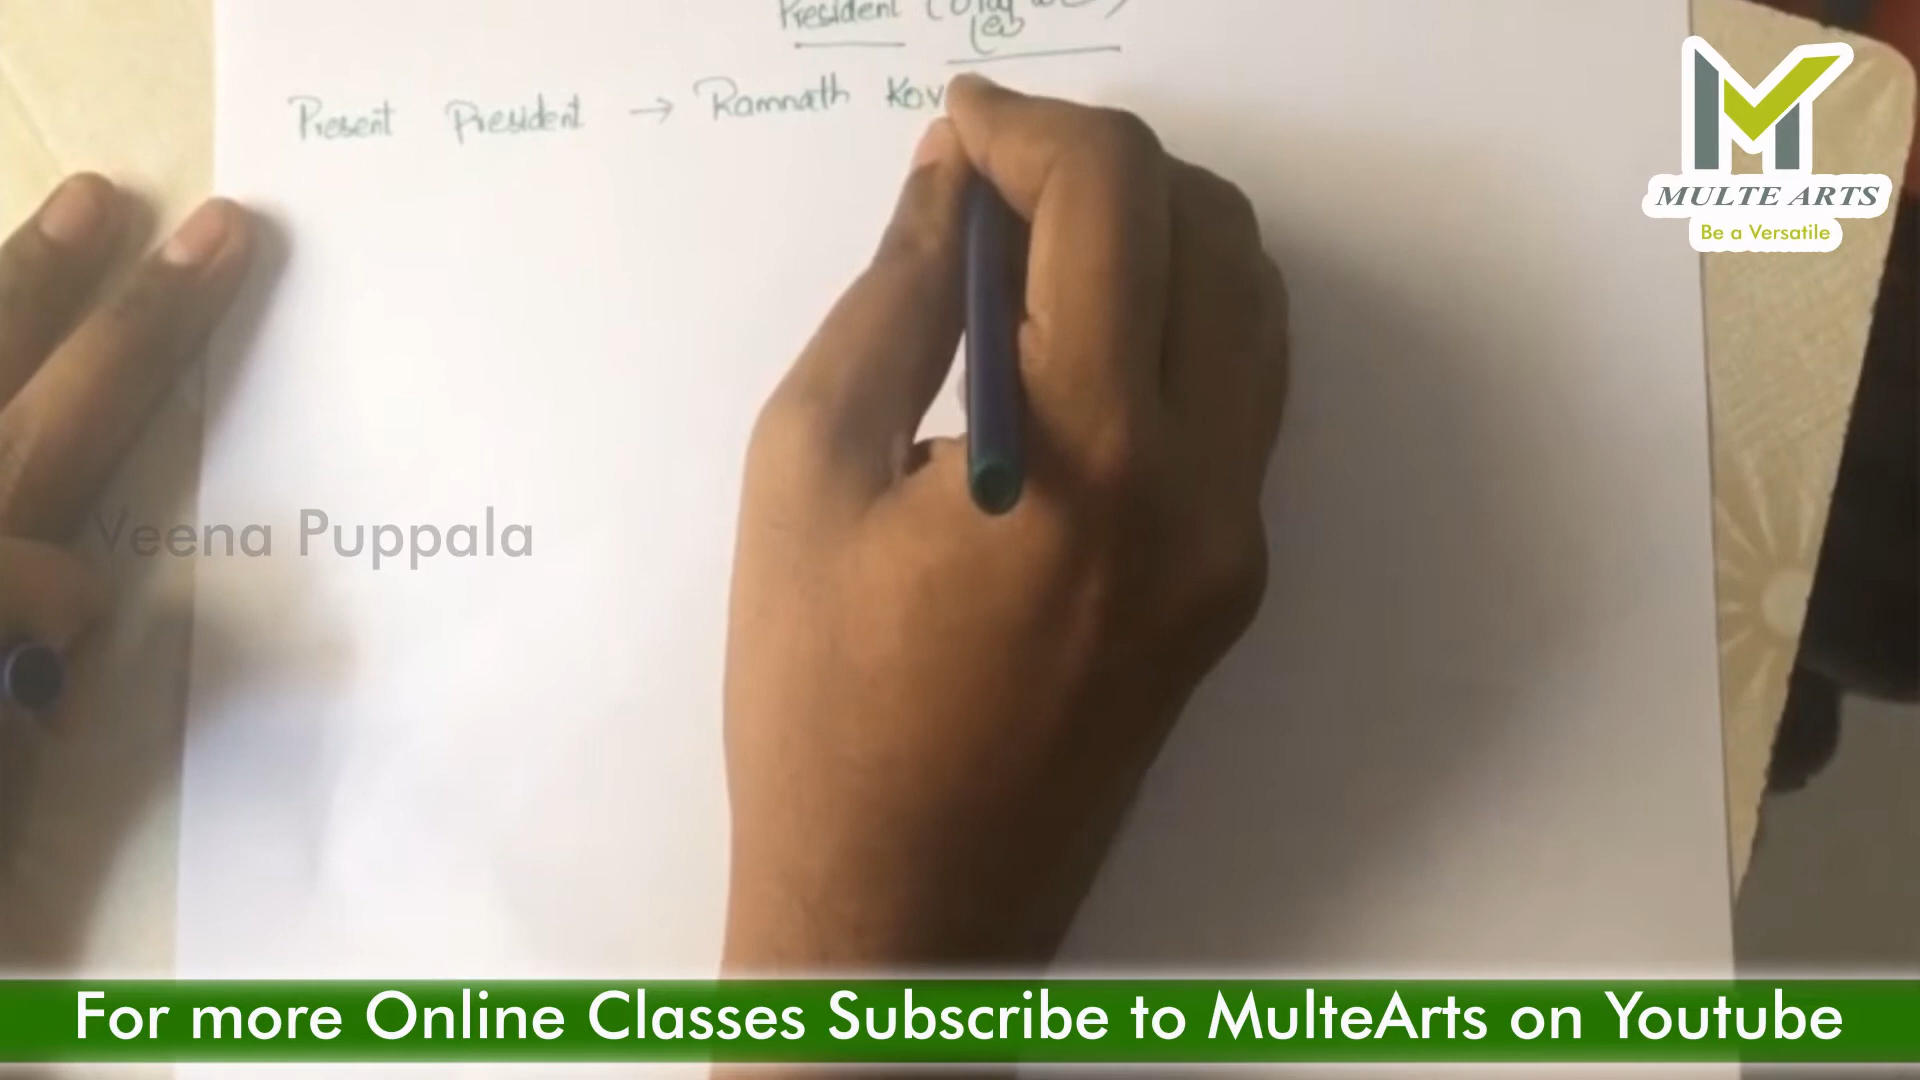 President (
Present President → Ramnath Kov
MULTE ARTS
Be a Versatile
Veena Puppala
For more Online Classes Subscribe to MulteArts on Youtube